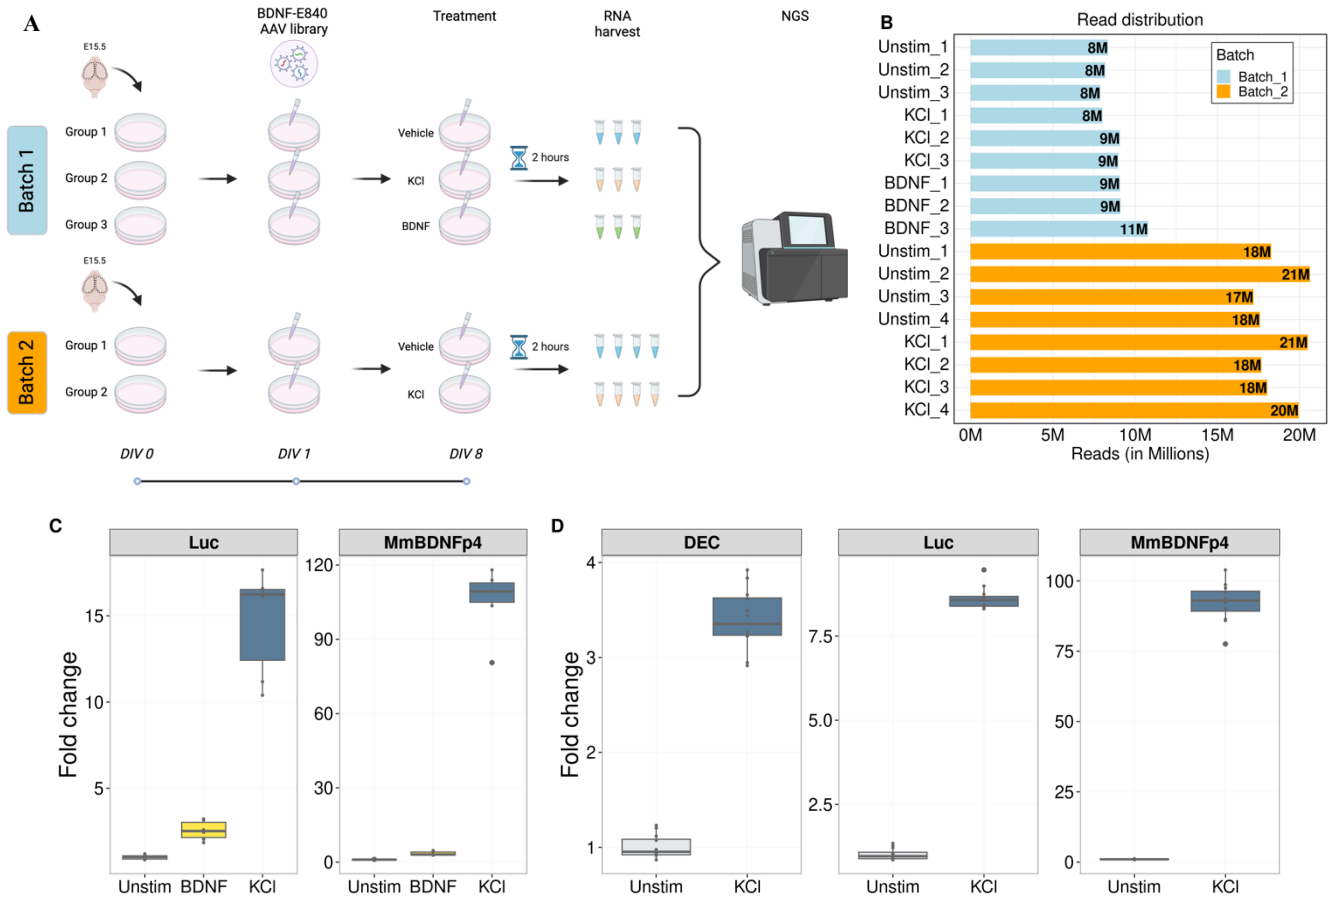 A
BDNF-E840
AAV library
Treatment
RNA
harvest
NGS
E15.5
Batch 1
Group 1
Group 2
Group 3
Vehicle
KCl
BDNF
2 hours
E15.5
Batch 2
Group 1
Group 2
Vehicle
KCl
2 hours
DIV 0
DIV 1
DIV 8
B
Read distribution
Unstim_1 8M
Unstim_2 8M
Unstim_3 8M
KCl_1 8M
KCl_2 9M
KCl_3 9M
BDNF_1 9M
BDNF_2 9M
BDNF_3 11M
Unstim_1 18M
Unstim_2 21M
Unstim_3 17M
Unstim_4 18M
KCl_1 21M
KCl_2 18M
KCl_3 18M
KCl_4 20M
Batch
Batch_1
Batch_2
0M 5M 10M 15M 20M
Reads (in Millions)
C
Luc
Fold change
15
10
5
Unstim BDNF KCl
MmBDNFp4
120
90
60
30
0
Unstim BDNF KCl
D
DEC
Fold change
4
3
2
1
Unstim KCl
Luc
7.5
5.0
2.5
Unstim KCl
MmBDNFp4
100
75
50
25
0
Unstim KCl